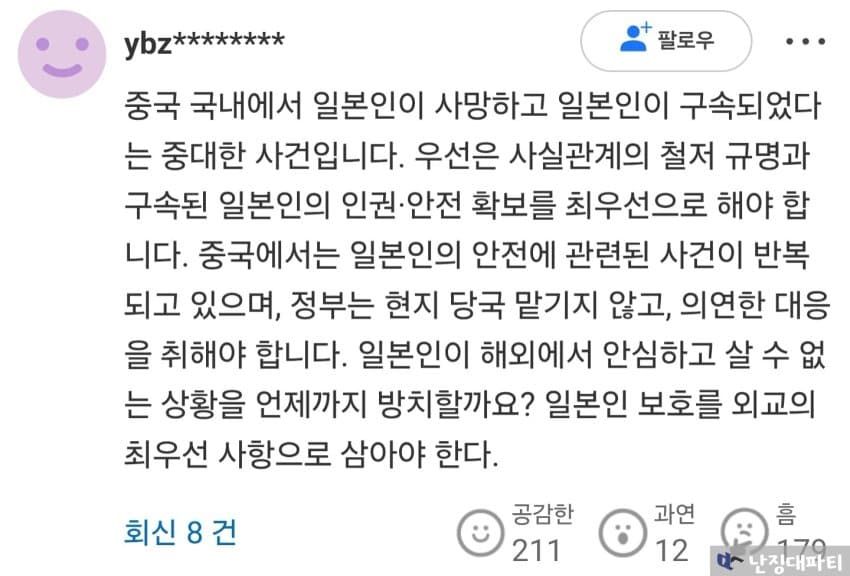 ybz********
팔로우
중국 국내에서 일본인이 사망하고 일본인이 구속되었다
는 중대한 사건입니다. 우선은 사실관계의 철저 규명과
구속된 일본인의 인권·안전 확보를 최우선으로 해야 합
니다. 중국에서는 일본인의 안전에 관련된 사건이 반복
되고 있으며, 정부는 현지 당국 맡기지 않고, 의연한 대응
을 취해야 합니다. 일본인이 해외에서 안심하고 살 수 없
는 상황을 언제까지 방치할까요? 일본인 보호를 외교의
최우선 사항으로 삼아야 한다.
회신 8 건
공감한
211
과연
12
흠
179
난징대파티